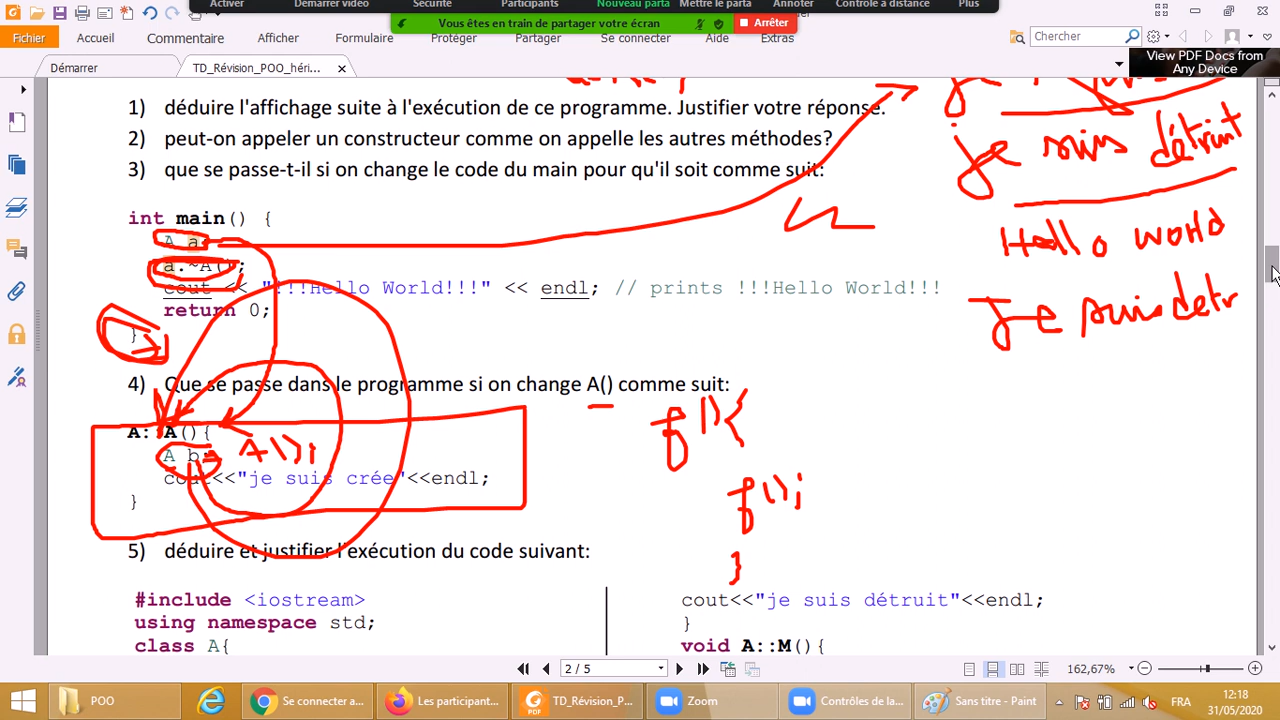 Activer Démarrer vidéo Sécurité Participants Nouveau parta Mettre la parta Annoter Contrôle à distance Plus
Vous êtes en train de partager votre écran Arrêter
Fichier Accueil Commentaire Afficher Formulaire Protéger Partager Se connecter Aide Extras Chercher
Démarrer TD_Révision_POO_héri...
View PDF Docs from
Any Device
1) déduire l'affichage suite à l'exécution de ce programme. Justifier votre réponse.
2) peut-on appeler un constructeur comme on appelle les autres méthodes?
3) que se passe-t-il si on change le code du main pour qu'il soit comme suit:
je suis détruit
Hello world
je suis detr
int main() {
A a;
a.~A();
cout << "!!!Hello World!!!" << endl; // prints !!!Hello World!!!
return 0;
}
4) Que se passe dans le programme si on change A() comme suit:
A::A(){
A b;
A();
cout<<"je suis crée"<<endl;
}
f(){
f();
}
5) déduire et justifier l'exécution du code suivant:
#include <iostream>
using namespace std;
class A{
cout<<"je suis détruit"<<endl;
}
void A::M(){
2 / 5 162,67%
POO Se connecter a... Les participant... TD_Révision_P... Zoom Contrôles de la... Sans titre - Paint FRA 12:18
31/05/2020